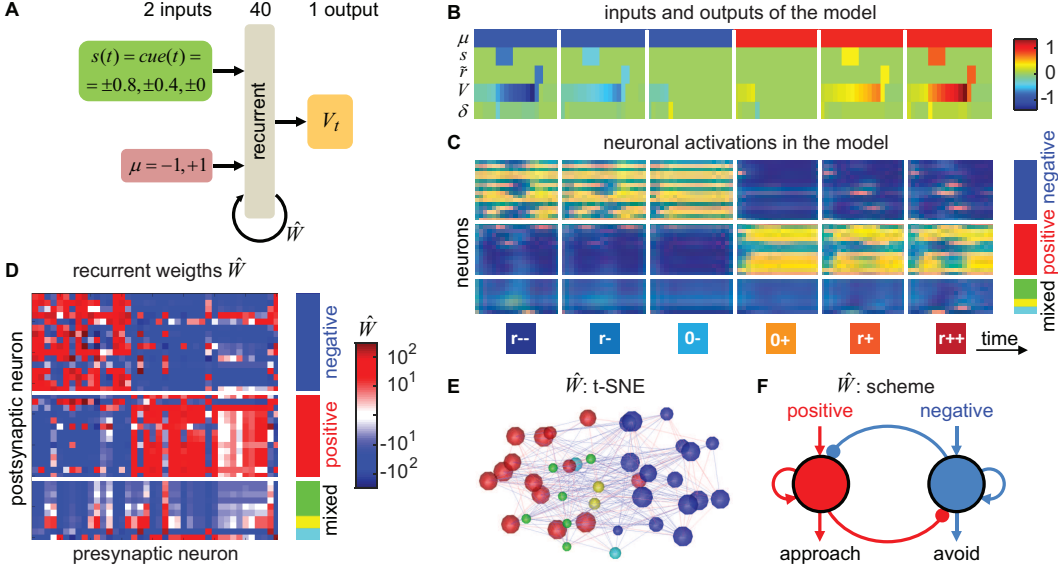 A
2 inputs
40
1 output
s(t) = cue(t) =
= ±0.8, ±0.4, ±0
μ = −1, +1
recurrent
V_t
Ŵ
B
inputs and outputs of the model
μ
s
r̃
V
δ
1
0
-1
C
neuronal activations in the model
neurons
negative
positive
mixed
r--
r-
0-
0+
r+
r++
time
D
recurrent weigths Ŵ
postsynaptic neuron
presynaptic neuron
negative
positive
mixed
Ŵ
10²
10¹
-10¹
-10²
E
Ŵ: t-SNE
F
Ŵ: scheme
positive
negative
approach
avoid